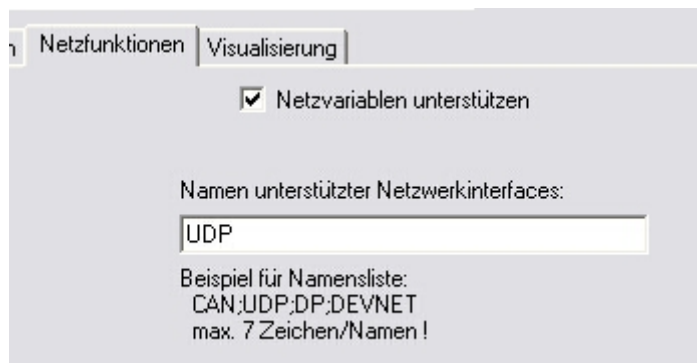 n Netzfunktionen Visualisierung
Netzvariablen unterstützen
Namen unterstützter Netzwerkinterfaces:
UDP
Beispiel für Namensliste:
CAN;UDP;DP;DEVNET
max. 7 Zeichen/Namen !